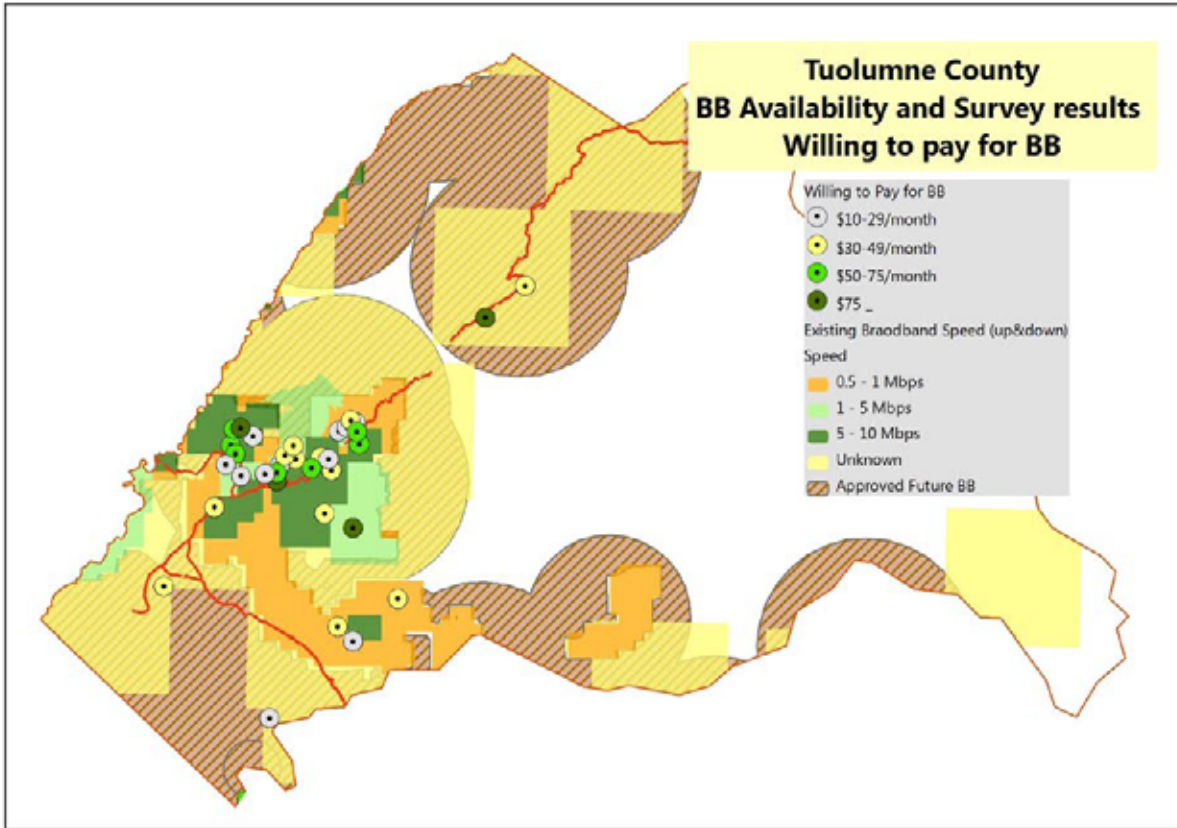 Tuolumne County
BB Availability and Survey results
Willing to pay for BB
Willing to Pay for BB
$10-29/month
$30-49/month
$50-75/month
$75 _
Existing Braodband Speed (up&down)
Speed
0.5 - 1 Mbps
1 - 5 Mbps
5 - 10 Mbps
Unknown
Approved Future BB